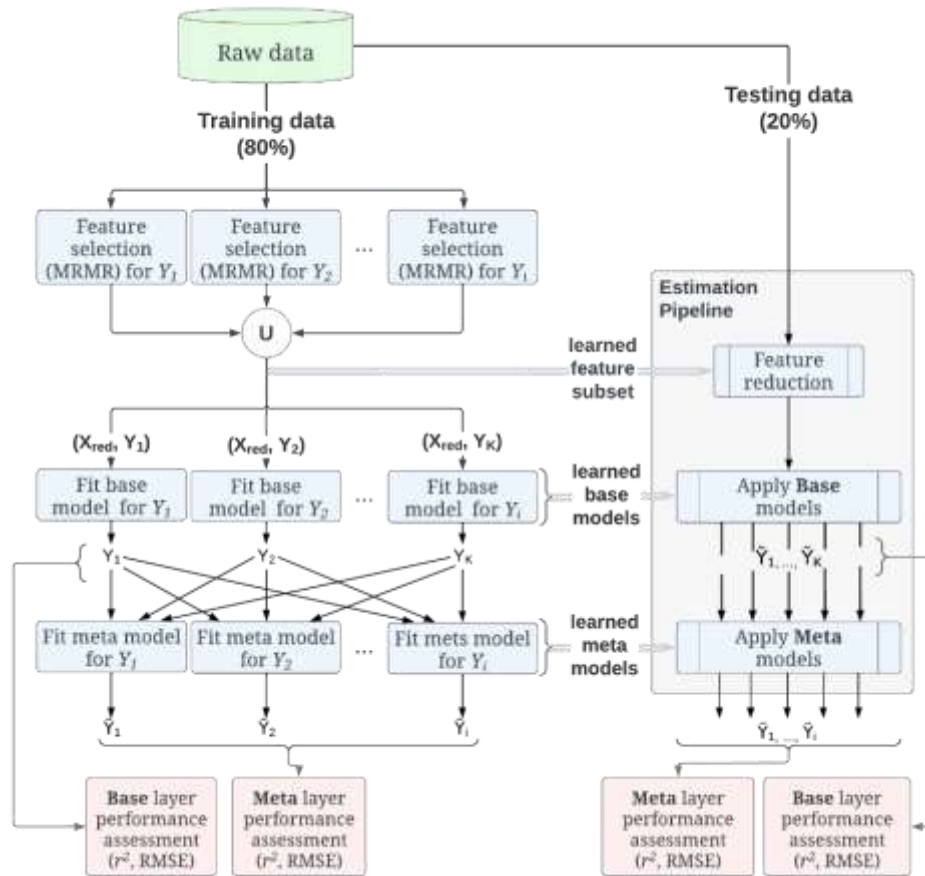 Raw data
Training data
(80%)
Testing data
(20%)
Feature
selection
(MRMR) for Y1
Feature
selection
(MRMR) for Y2
...
Feature
selection
(MRMR) for Yi
U
Estimation
Pipeline
learned
feature
subset
Feature
reduction
(Xred, Y1)
(Xred, Y2)
(Xred, YK)
Fit base
model for Y1
Fit base
model for Y2
...
Fit base
model for Yi
learned
base
models
Apply Base
models
Y1
Y2
YK
Ỹ1, ..., ỸK
Fit meta model
for Y1
Fit meta model
for Y2
...
Fit mets model
for Yi
learned
meta
models
Apply Meta
models
Ŷ1
Ŷ2
Ŷi
Ŷ1, ..., Ŷi
Base layer
performance
assessment
(r², RMSE)
Meta layer
performance
assessment
(r², RMSE)
Meta layer
performance
assessment
(r², RMSE)
Base layer
performance
assessment
(r², RMSE)